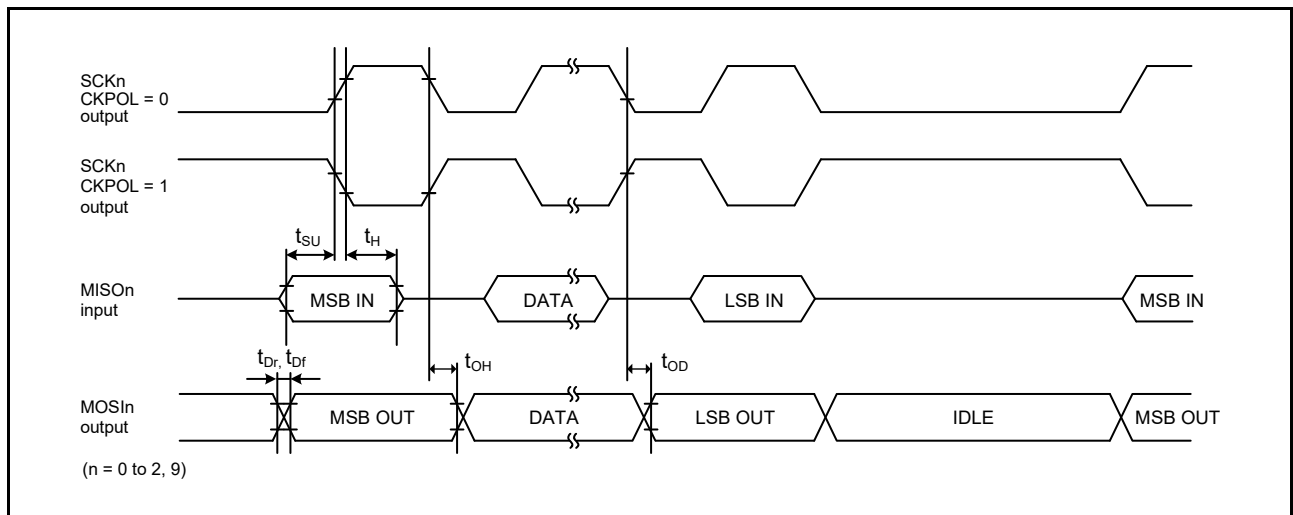 SCKn
CKPOL = 0
output
SCKn
CKPOL = 1
output
tSU
tH
MISOn
input
MSB IN
DATA
LSB IN
MSB IN
tDr, tDf
tOH
tOD
MOSIn
output
MSB OUT
DATA
LSB OUT
IDLE
MSB OUT
(n = 0 to 2, 9)